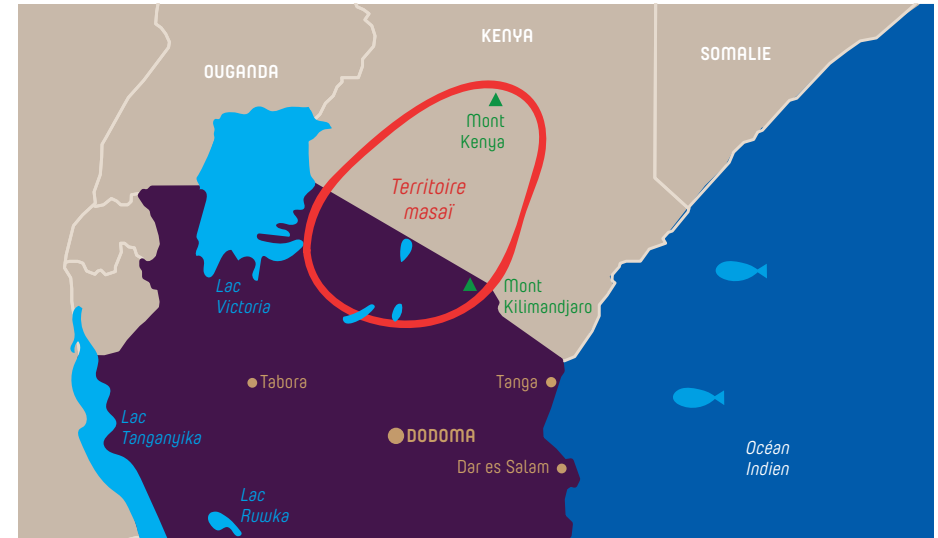 KENYA
SOMALIE
OUGANDA
Mont
Kenya
Territoire
masaï
Lac
Victoria
Mont
Kilimandjaro
Tabora
Tanga
Lac
Tanganyika
DODOMA
Dar es Salam
Océan
Indien
Lac
Ruwka